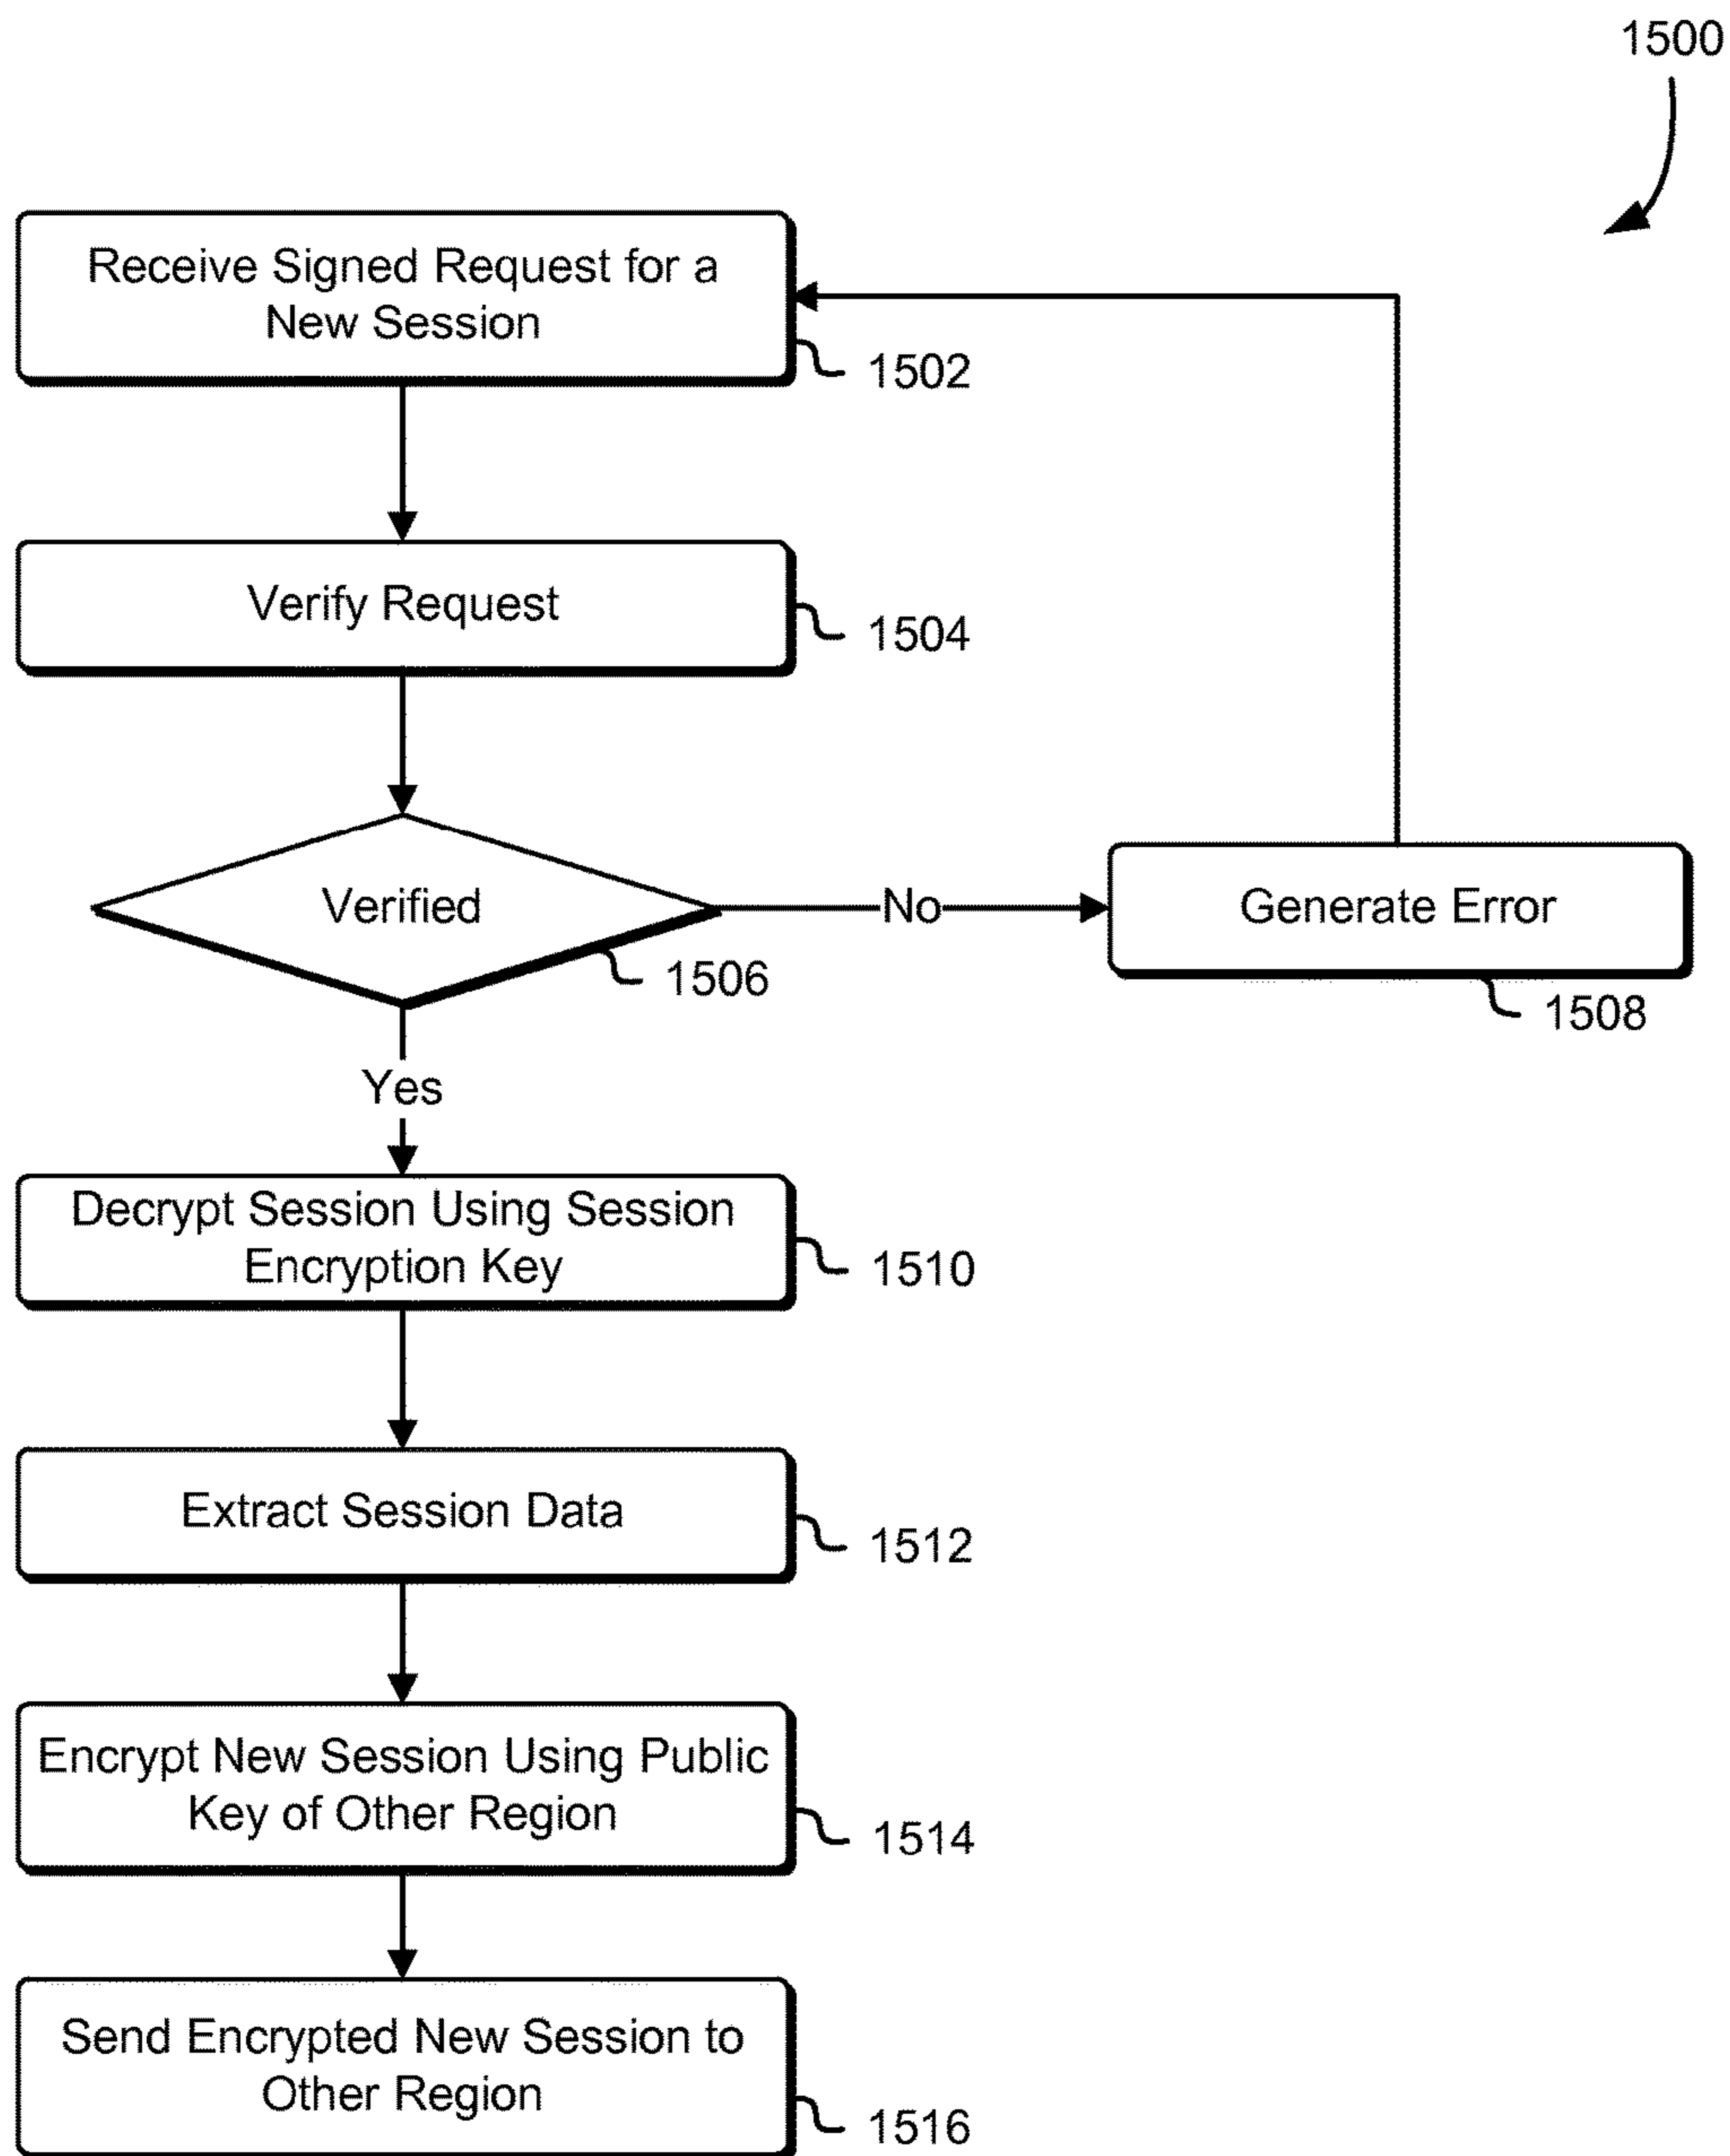 1500
Receive Signed Request for a
New Session
1502
Verify Request
1504
Verified
No
Generate Error
1506
1508
Yes
Decrypt Session Using Session
Encryption Key
1510
Extract Session Data
1512
Encrypt New Session Using Public
Key of Other Region
1514
Send Encrypted New Session to
Other Region
1516